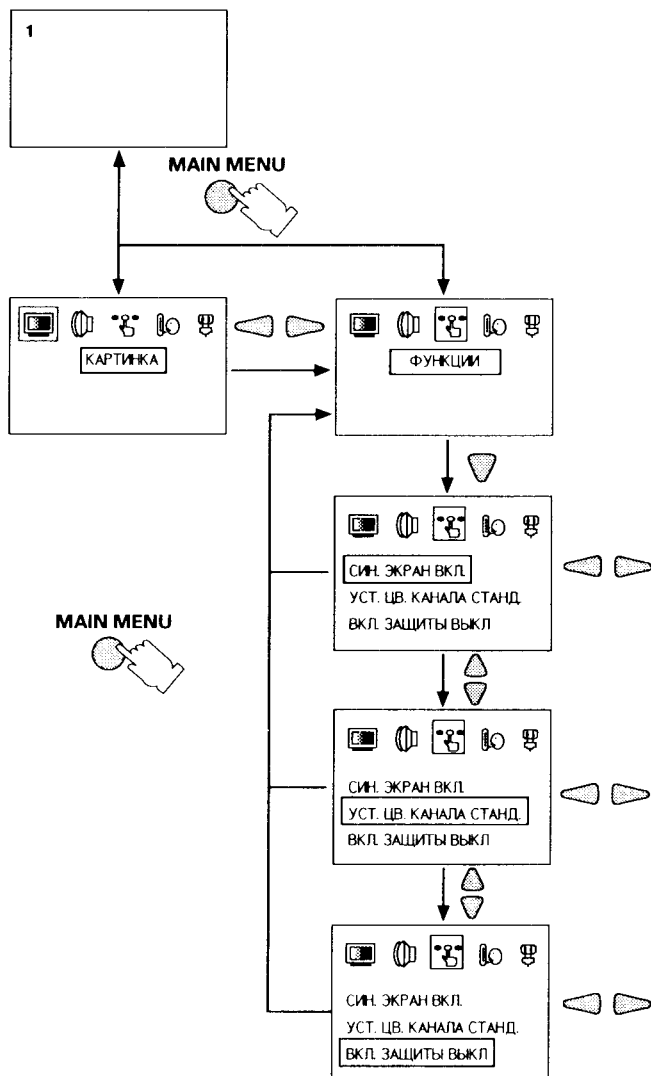 1
MAIN MENU
КАРТИНКА
ФУНКЦИИ
СИН. ЭКРАН ВКЛ.
УСТ. ЦВ. КАНАЛА СТАНД.
ВКЛ. ЗАЩИТЫ ВЫКЛ
MAIN MENU
СИН. ЭКРАН ВКЛ.
УСТ. ЦВ. КАНАЛА СТАНД.
ВКЛ. ЗАЩИТЫ ВЫКЛ
СИН. ЭКРАН ВКЛ.
УСТ. ЦВ. КАНАЛА СТАНД.
ВКЛ. ЗАЩИТЫ ВЫКЛ